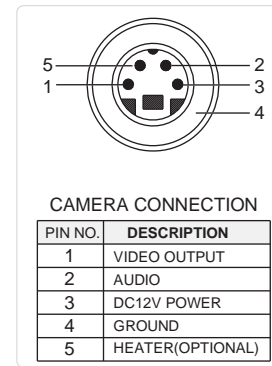 5 2
1 3
4
CAMERA CONNECTION
PIN NO. DESCRIPTION
1 VIDEO OUTPUT
2 AUDIO
3 DC12V POWER
4 GROUND
5 HEATER(OPTIONAL)